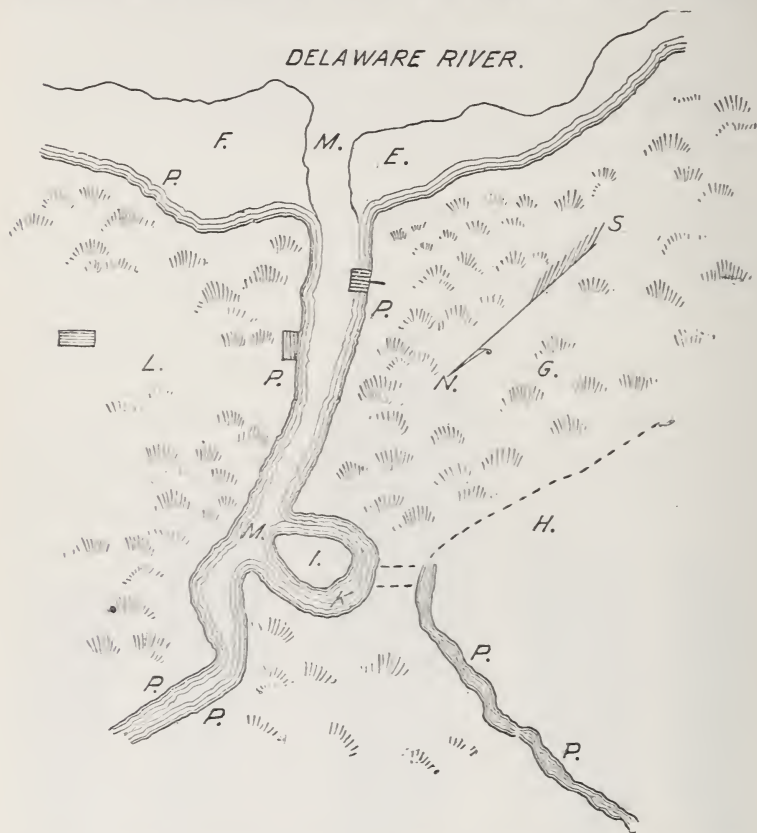 DELAWARE RIVER.
F. M. E.
P.
S
P.
L. P. N. G.
M. H.
I.
K
P. P.
P.
P.